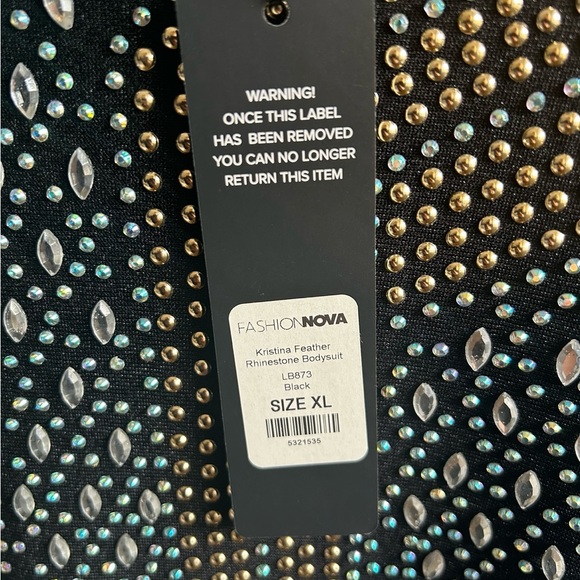 WARNING!
ONCE THIS LABEL
HAS BEEN REMOVED
YOU CAN NO LONGER
RETURN THIS ITEM
FASHIONNOVA
Kristina Feather
Rhinestone Bodysuit
LB873
Black
SIZE XL
5321535